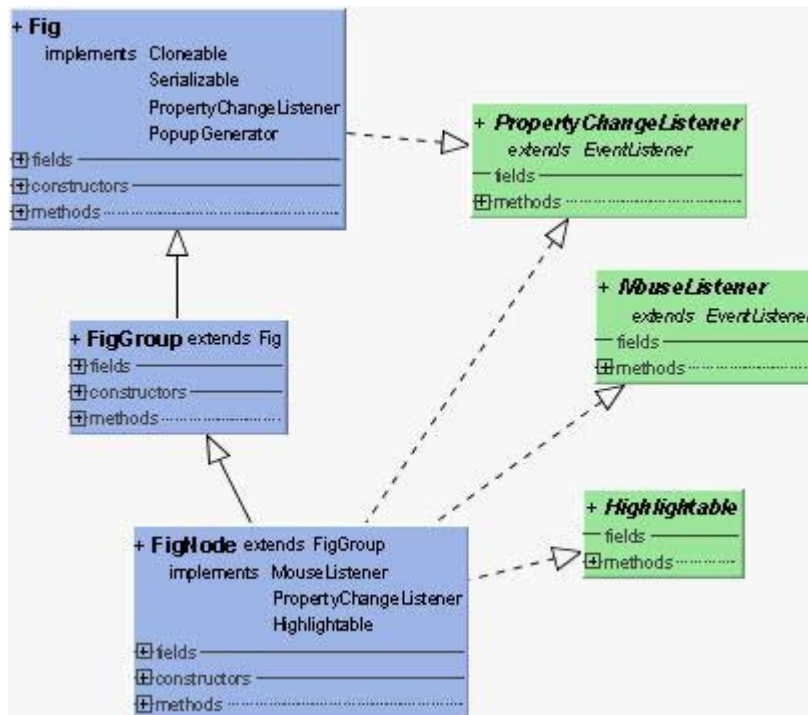 + Fig
implements Cloneable
Serializable
PropertyChangeListener
PopupGenerator
+ fields
+ constructors
+ methods
+ PropertyChangeListener
extends EventListener
fields
+ methods
+ MouseListener
extends EventListener
fields
+ methods
+ FigGroup extends Fig
+ fields
+ constructors
+ methods
+ Highlightable
fields
+ methods
+ FigNode extends FigGroup
implements MouseListener
PropertyChangeListener
Highlightable
+ fields
+ constructors
+ methods